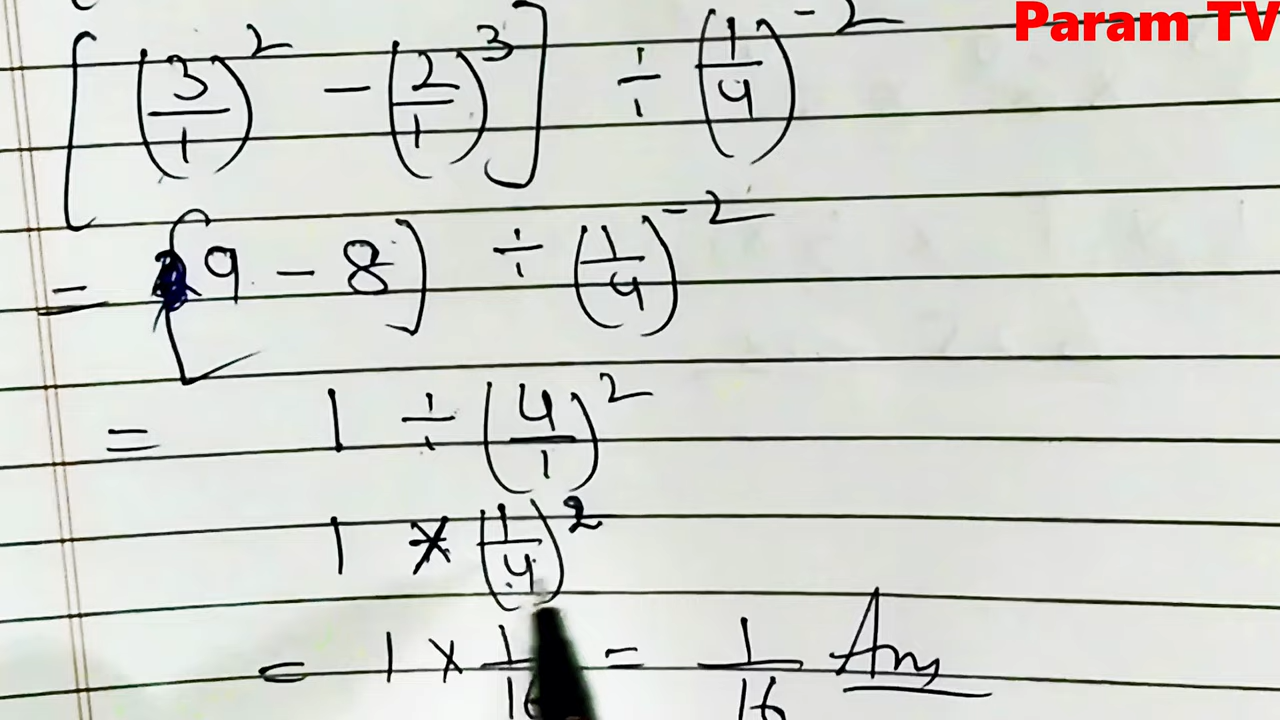 Param TV
[(3/1)² - (2/1)³] ÷ (1/4)⁻²
= [9 - 8] ÷ (1/4)⁻²
= 1 ÷ (4/1)²
1 × (1/4)²
= 1 × 1/16 = 1/16 Ans